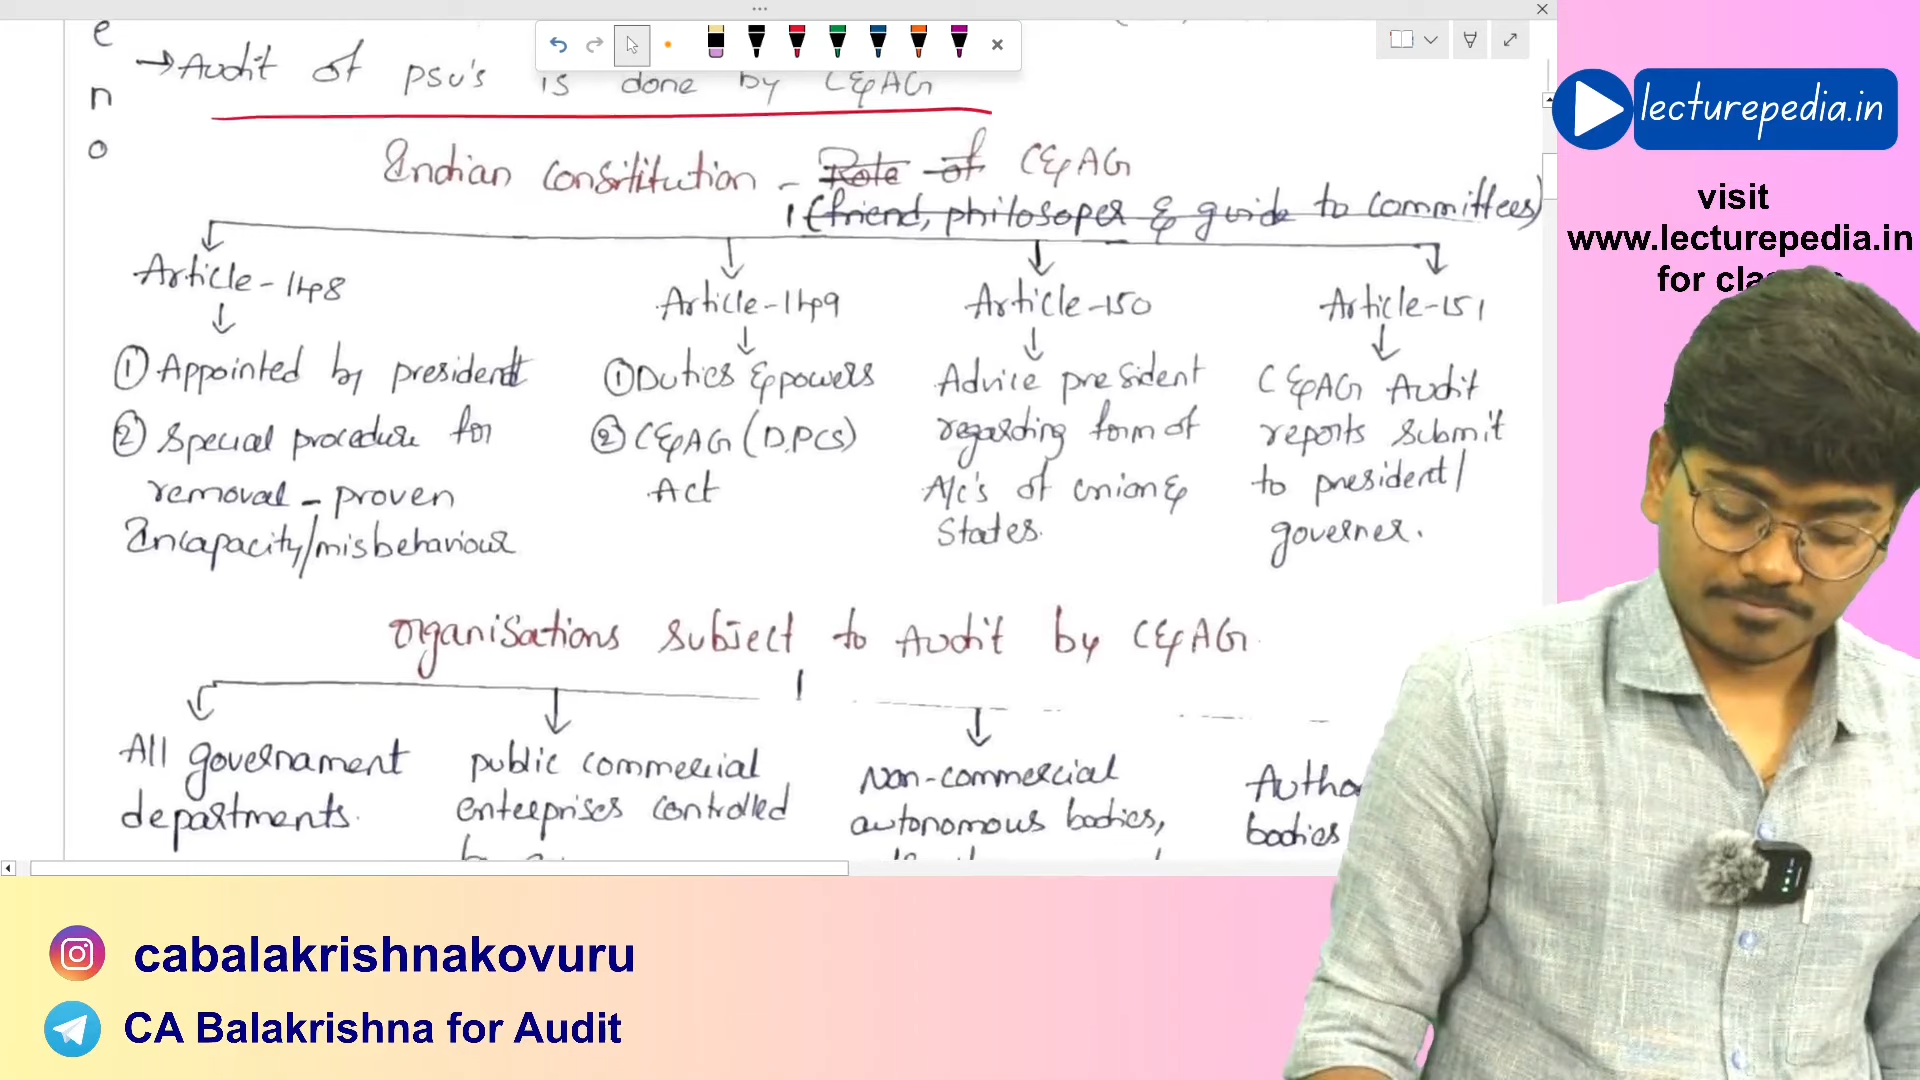 e
n
o
→Audit of psu's is done by C&AG
Indian Consititution - Role of C&AG
(friend, philosoper & guide to committees)
Article-148
Article-149
Article-150
Article-151
① Appointed by president
② Special procedure for
removal - proven
Incapacity/misbehaviour
① Duties & powers
② C&AG (D.PCS)
Act
Advice president
regarding form of
A/c's of union &
States.
C&AG Audit
reports submit
to president/
governer.
organisations subject to Audit by C&AG.
All governament
departments.
public commercial
enterprises controlled
Non-commercial
autonomous bodies,
bodies
lecturepedia.in
visit
www.lecturepedia.in
for
cabalakrishnakovuru
CA Balakrishna for Audit